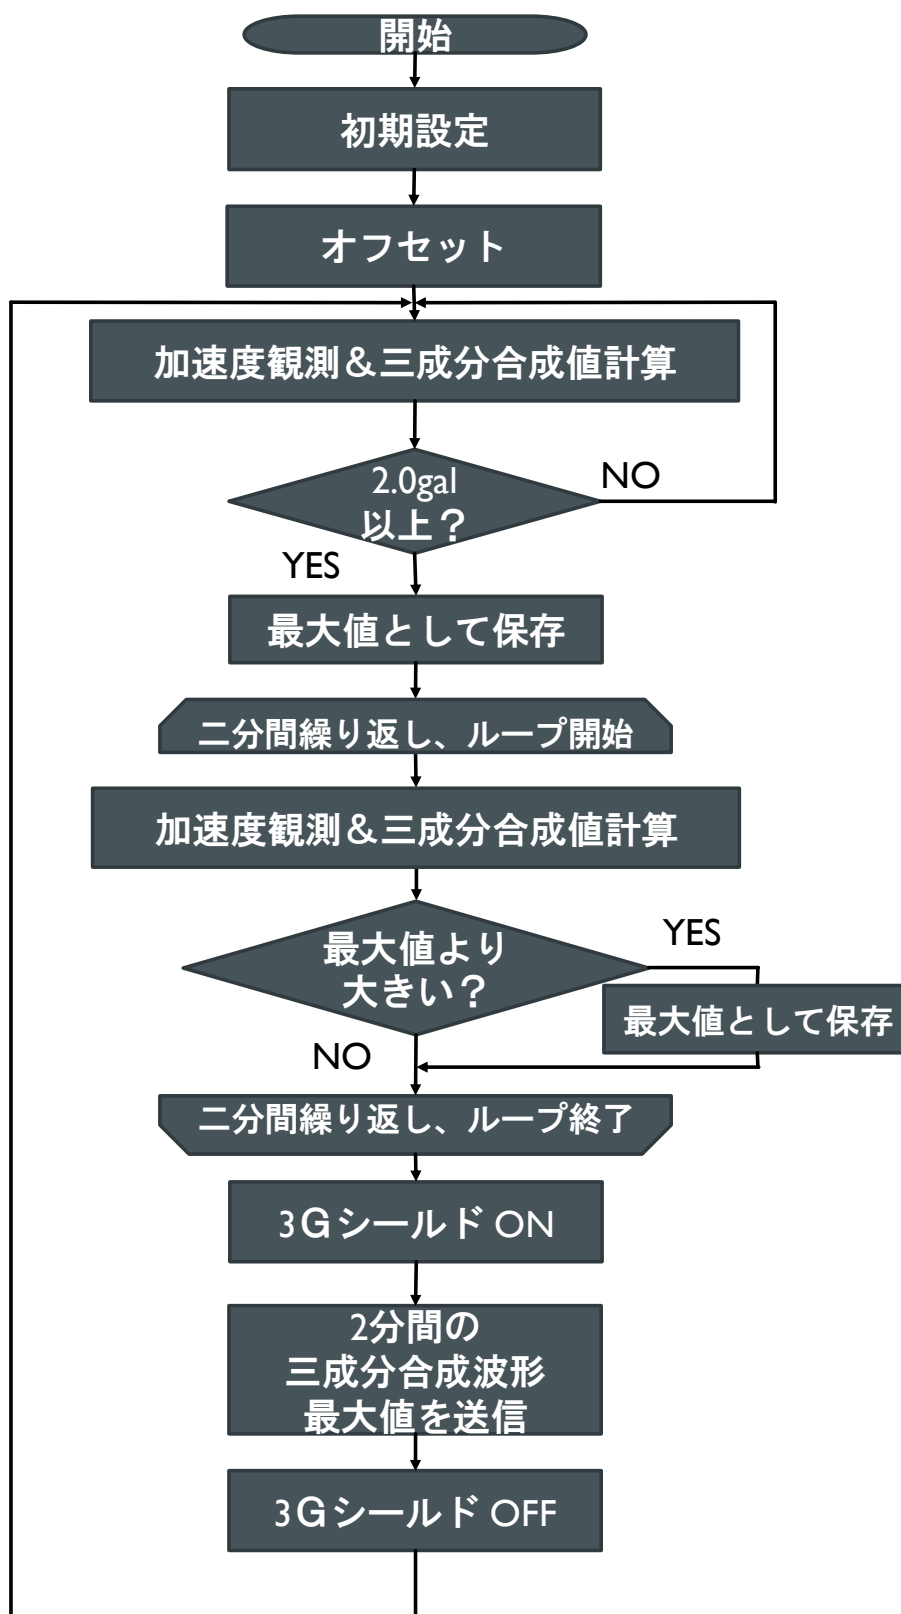 開始
初期設定
オフセット
加速度観測＆三成分合成値計算
2.0gal
以上？
NO
YES
最大値として保存
二分間繰り返し、ループ開始
加速度観測＆三成分合成値計算
最大値より
大きい？
YES
最大値として保存
NO
二分間繰り返し、ループ終了
3Gシールド ON
2分間の
三成分合成波形
最大値を送信
3Gシールド OFF